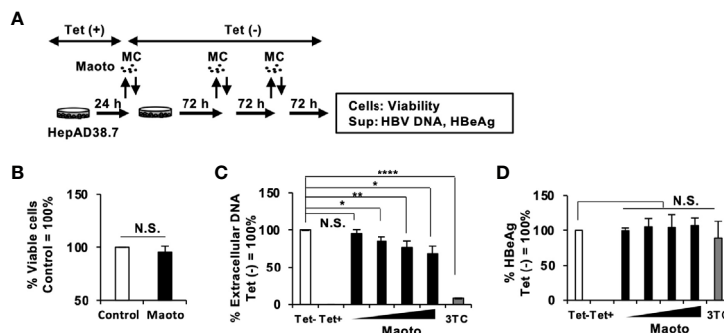 A
Tet (+)
Tet (-)
MC
MC
MC
Maoto
24 h
72 h
72 h
72 h
HepAD38.7
Cells: Viability
Sup: HBV DNA, HBeAg
B
% Viable cells
Control = 100%
150
100
50
N.S.
Control
Maoto
C
% Extracellular DNA
Tet (-) = 100%
150
100
50
0
****
*
**
*
N.S.
Tet- Tet+
Maoto
3TC
D
% HBeAg
Tet (-) = 100%
150
100
50
0
N.S.
Tet-Tet+
Maoto
3TC